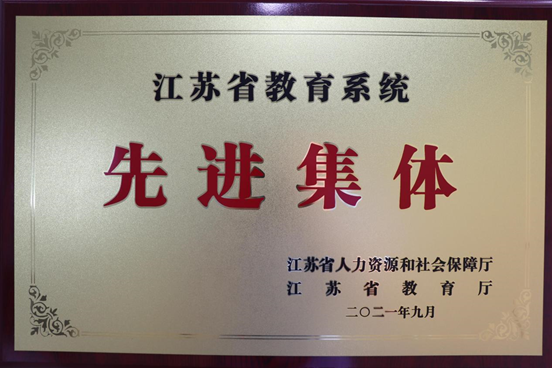 江苏省教育系统
先进集体
江苏省人力资源和社会保障厅
江苏省教育厅
二〇二一年九月